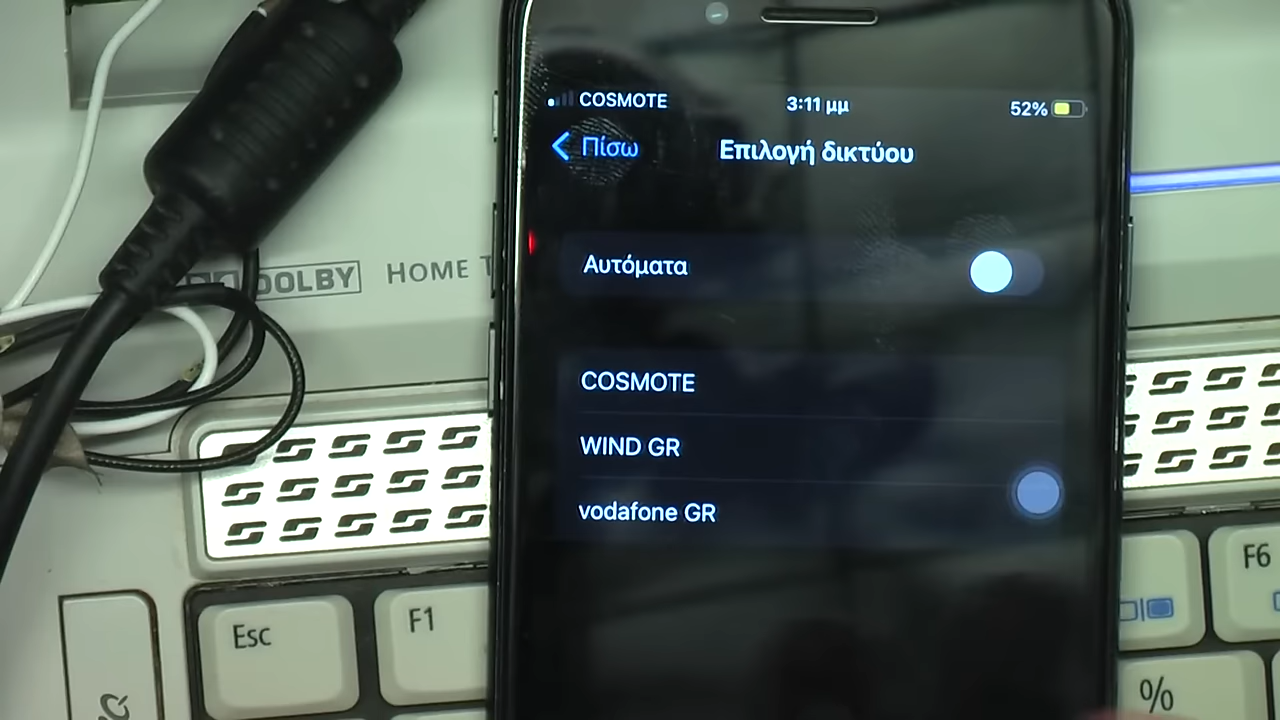 COSMOTE 3:11 μμ 52%
Πίσω Επιλογή δικτύου
Αυτόματα
COSMOTE
WIND GR
vodafone GR
DOLBY HOME T
Esc
F1
F6
%